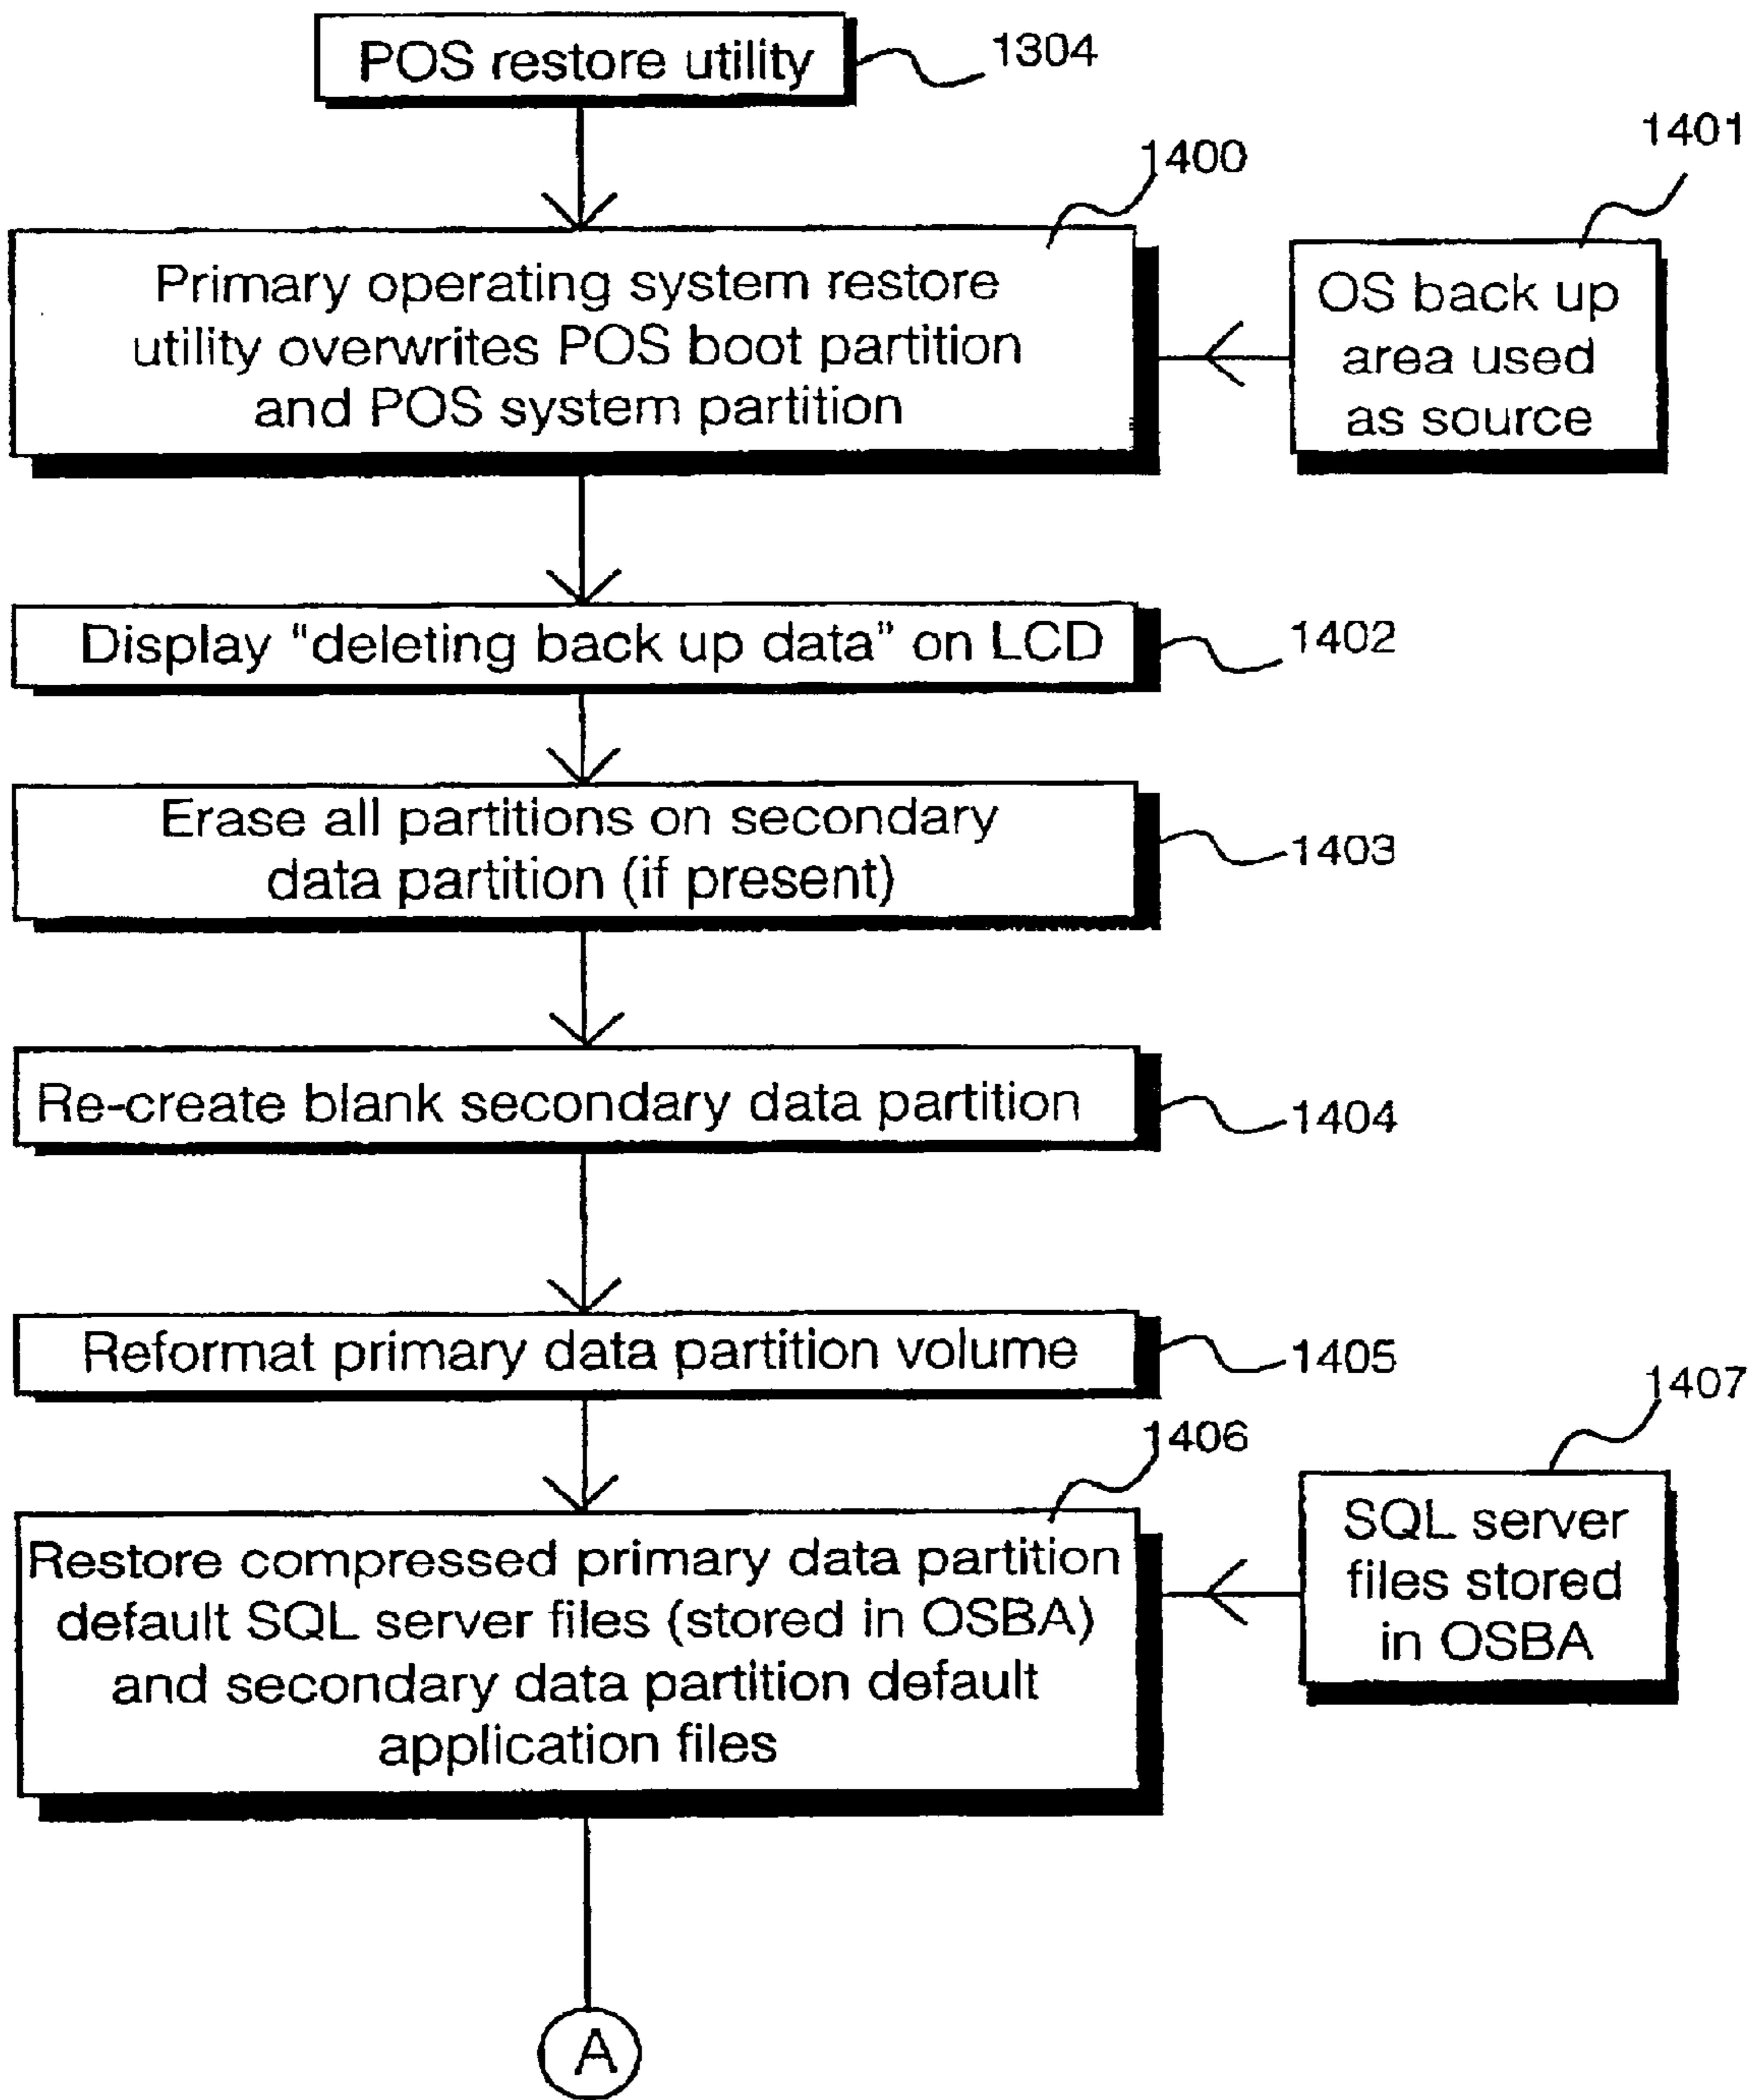 POS restore utility
1304
1400
1401
Primary operating system restore
utility overwrites POS boot partition
and POS system partition
OS back up
area used
as source
Display "deleting back up data" on LCD
1402
Erase all partitions on secondary
data partition (if present)
1403
Re-create blank secondary data partition
1404
Reformat primary data partition volume
1405
1406
1407
Restore compressed primary data partition
default SQL server files (stored in OSBA)
and secondary data partition default
application files
SQL server
files stored
in OSBA
A